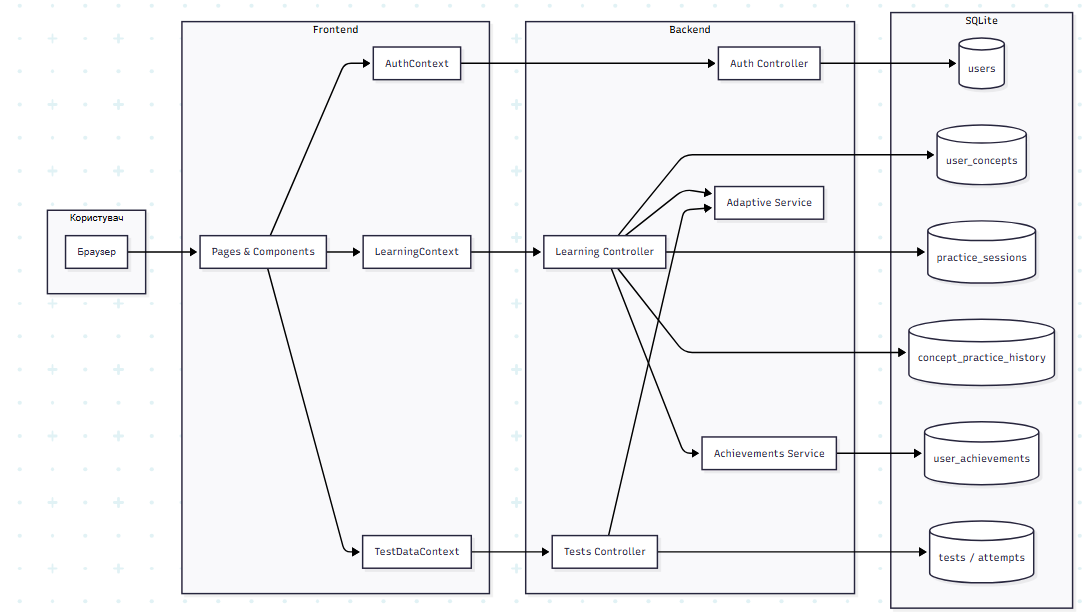 Користувач
Браузер
Frontend
AuthContext
Pages & Components
LearningContext
TestDataContext
Backend
Auth Controller
Adaptive Service
Learning Controller
Achievements Service
Tests Controller
SQLite
users
user_concepts
practice_sessions
concept_practice_history
user_achievements
tests / attempts